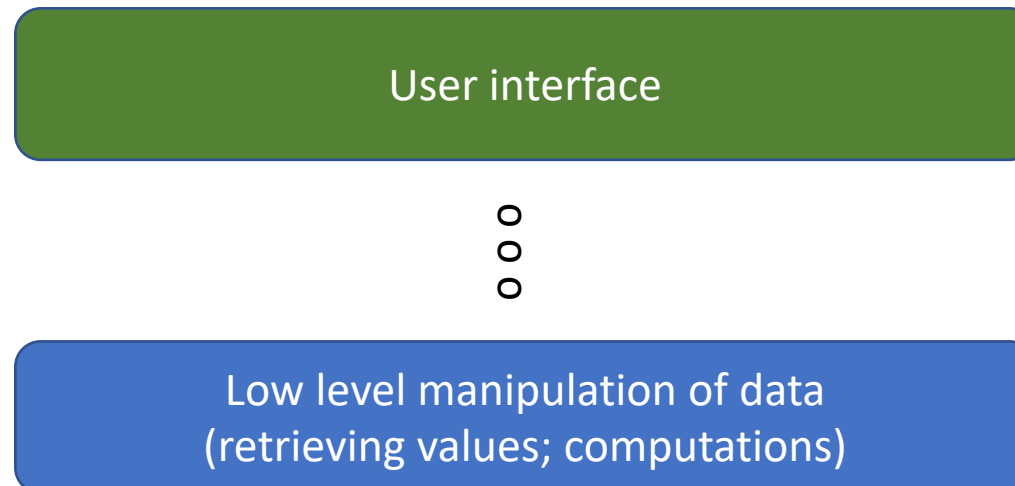 User interface
o
o
o
Low level manipulation of data
(retrieving values; computations)